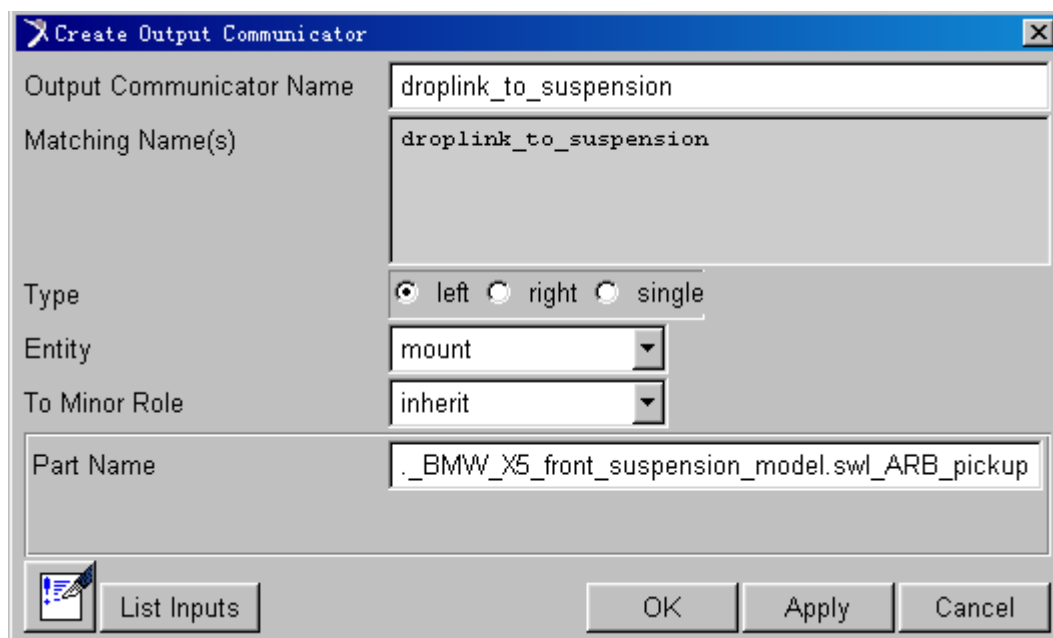 Create Output Communicator
Output Communicator Name droplink_to_suspension
Matching Name(s) droplink_to_suspension
Type left right single
Entity mount
To Minor Role inherit
Part Name ._BMW_X5_front_suspension_model.swl_ARB_pickup
List Inputs OK Apply Cancel